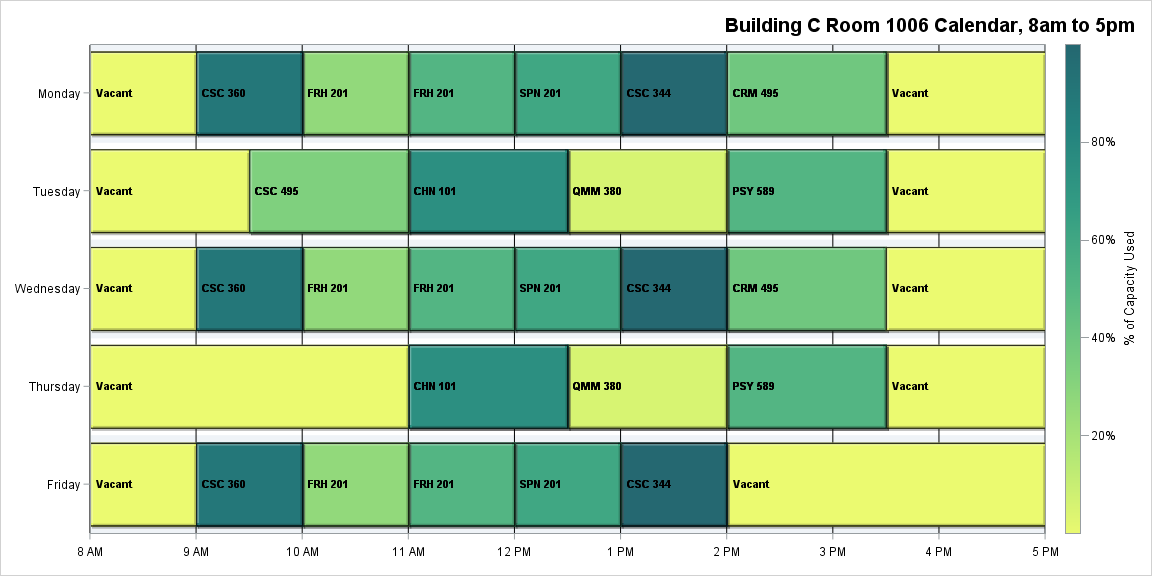 Building C Room 1006 Calendar, 8am to 5pm
Monday Vacant CSC 360 FRH 201 FRH 201 SPN 201 CSC 344 CRM 495 Vacant
Tuesday Vacant CSC 495 CHN 101 QMM 380 PSY 589 Vacant
Wednesday Vacant CSC 360 FRH 201 FRH 201 SPN 201 CSC 344 CRM 495 Vacant
Thursday Vacant CHN 101 QMM 380 PSY 589 Vacant
Friday Vacant CSC 360 FRH 201 FRH 201 SPN 201 CSC 344 Vacant
8 AM 9 AM 10 AM 11 AM 12 PM 1 PM 2 PM 3 PM 4 PM 5 PM
80%
60%
40%
20%
% of Capacity Used